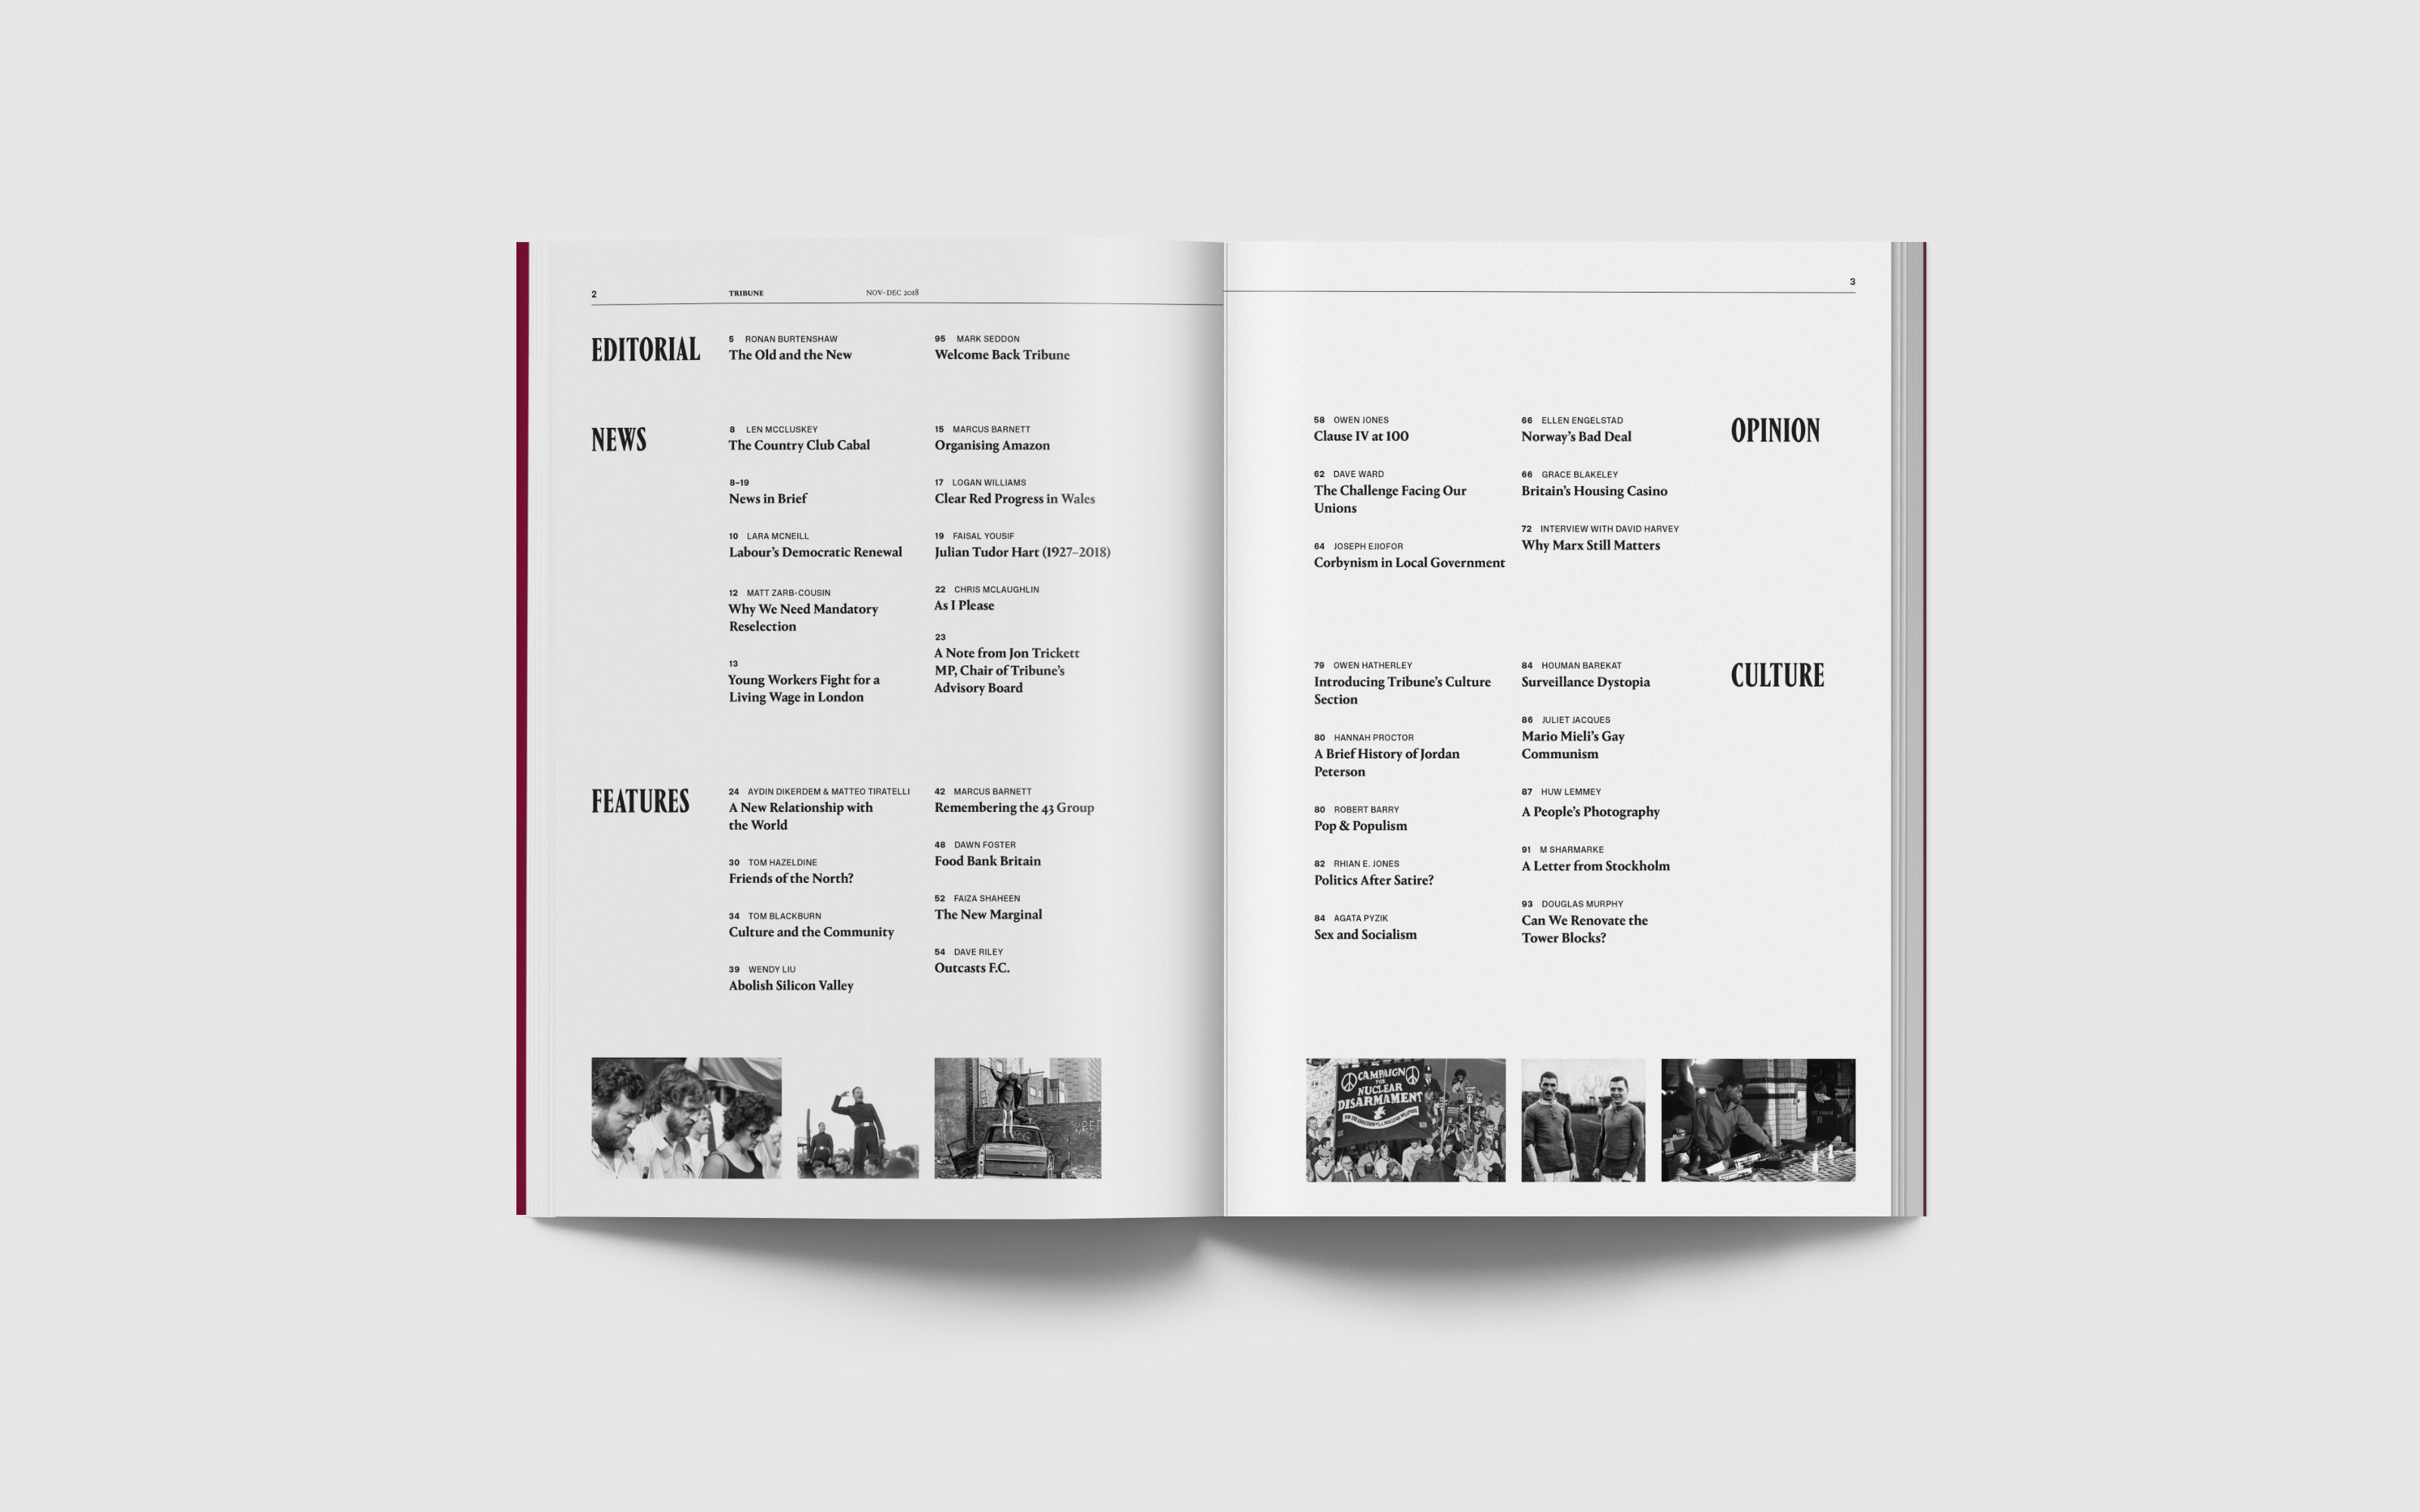 2 TRIBUNE NOV–DEC 2018
EDITORIAL
5 RONAN BURTENSHAW
The Old and the New
95 MARK SEDDON
Welcome Back Tribune
NEWS
8 LEN MCCLUSKEY
The Country Club Cabal
8–19
News in Brief
10 LARA MCNEILL
Labour’s Democratic Renewal
12 MATT ZARB-COUSIN
Why We Need Mandatory
Reselection
13
Young Workers Fight for a
Living Wage in London
15 MARCUS BARNETT
Organising Amazon
17 LOGAN WILLIAMS
Clear Red Progress in Wales
19 FAISAL YOUSIF
Julian Tudor Hart (1927–2018)
22 CHRIS MCLAUGHLIN
As I Please
23
A Note from Jon Trickett
MP, Chair of Tribune’s
Advisory Board
FEATURES
24 AYDIN DIKERDEM & MATTEO TIRATELLI
A New Relationship with
the World
30 TOM HAZELDINE
Friends of the North?
34 TOM BLACKBURN
Culture and the Community
39 WENDY LIU
Abolish Silicon Valley
42 MARCUS BARNETT
Remembering the 43 Group
48 DAWN FOSTER
Food Bank Britain
52 FAIZA SHAHEEN
The New Marginal
54 DAVE RILEY
Outcasts F.C.
3
58 OWEN JONES
Clause IV at 100
62 DAVE WARD
The Challenge Facing Our
Unions
64 JOSEPH EJIOFOR
Corbynism in Local Government
66 ELLEN ENGELSTAD
Norway’s Bad Deal
66 GRACE BLAKELEY
Britain’s Housing Casino
72 INTERVIEW WITH DAVID HARVEY
Why Marx Still Matters
OPINION
79 OWEN HATHERLEY
Introducing Tribune’s Culture
Section
80 HANNAH PROCTOR
A Brief History of Jordan
Peterson
80 ROBERT BARRY
Pop & Populism
82 RHIAN E. JONES
Politics After Satire?
84 AGATA PYZIK
Sex and Socialism
84 HOUMAN BAREKAT
Surveillance Dystopia
86 JULIET JACQUES
Mario Mieli’s Gay
Communism
87 HUW LEMMEY
A People’s Photography
91 M SHARMARKE
A Letter from Stockholm
93 DOUGLAS MURPHY
Can We Renovate the
Tower Blocks?
CULTURE
CAMPAIGN
FOR
NUCLEAR
DISARMAMENT